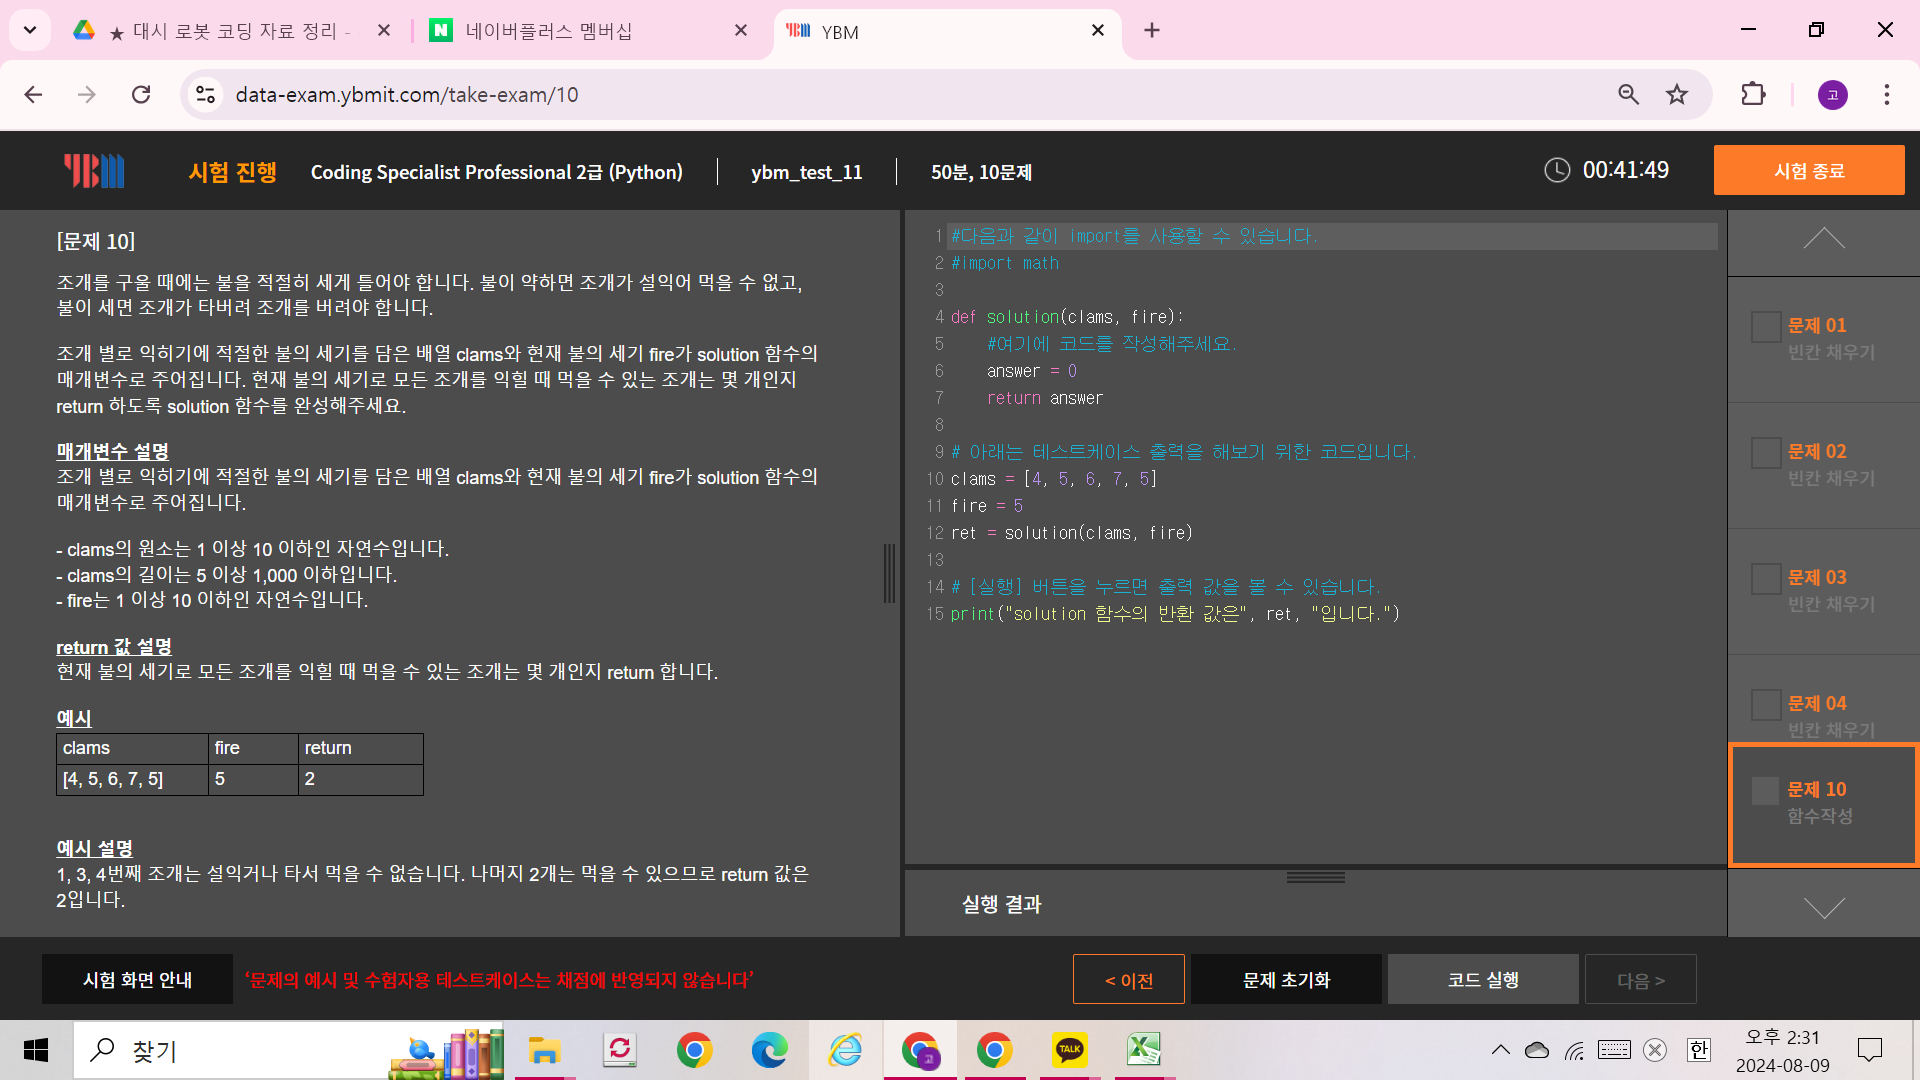 ★ 대시 로봇 코딩 자료 정리 -
네이버플러스 멤버십
YBM
data-exam.ybmit.com/take-exam/10
고
YBM
시험 진행
Coding Specialist Professional 2급 (Python)
ybm_test_11
50분, 10문제
00:41:49
시험 종료
[문제 10]
조개를 구울 때에는 불을 적절히 세게 틀어야 합니다. 불이 약하면 조개가 설익어 먹을 수 없고,
불이 세면 조개가 타버려 조개를 버려야 합니다.
조개 별로 익히기에 적절한 불의 세기를 담은 배열 clams와 현재 불의 세기 fire가 solution 함수의
매개변수로 주어집니다. 현재 불의 세기로 모든 조개를 익힐 때 먹을 수 있는 조개는 몇 개인지
return 하도록 solution 함수를 완성해주세요.
매개변수 설명
조개 별로 익히기에 적절한 불의 세기를 담은 배열 clams와 현재 불의 세기 fire가 solution 함수의
매개변수로 주어집니다.
- clams의 원소는 1 이상 10 이하인 자연수입니다.
- clams의 길이는 5 이상 1,000 이하입니다.
- fire는 1 이상 10 이하인 자연수입니다.
return 값 설명
현재 불의 세기로 모든 조개를 익힐 때 먹을 수 있는 조개는 몇 개인지 return 합니다.
예시
clams fire return
[4, 5, 6, 7, 5] 5 2
예시 설명
1, 3, 4번째 조개는 설익거나 타서 먹을 수 없습니다. 나머지 2개는 먹을 수 있으므로 return 값은
2입니다.
1 #다음과 같이 import를 사용할 수 있습니다.
2 #import math
3
4 def solution(clams, fire):
5 #여기에 코드를 작성해주세요.
6 answer = 0
7 return answer
8
9 # 아래는 테스트케이스 출력을 해보기 위한 코드입니다.
10 clams = [4, 5, 6, 7, 5]
11 fire = 5
12 ret = solution(clams, fire)
13
14 # [실행] 버튼을 누르면 출력 값을 볼 수 있습니다.
15 print("solution 함수의 반환 값은", ret, "입니다.")
실행 결과
문제 01
빈칸 채우기
문제 02
빈칸 채우기
문제 03
빈칸 채우기
문제 04
빈칸 채우기
문제 10
함수작성
시험 화면 안내
‘문제의 예시 및 수험자용 테스트케이스는 채점에 반영되지 않습니다’
< 이전
문제 초기화
코드 실행
다음 >
찾기
고
TALK
한
오후 2:31
2024-08-09